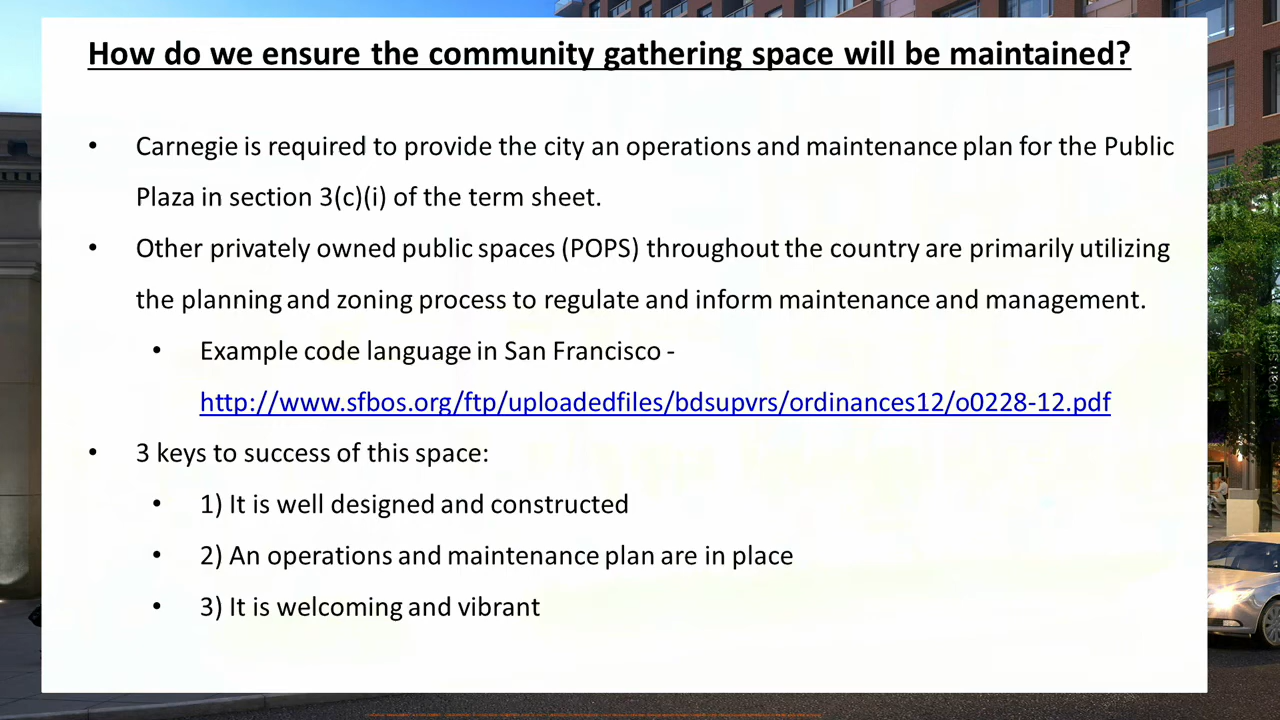 How do we ensure the community gathering space will be maintained?
• Carnegie is required to provide the city an operations and maintenance plan for the Public
Plaza in section 3(c)(i) of the term sheet.
• Other privately owned public spaces (POPS) throughout the country are primarily utilizing
the planning and zoning process to regulate and inform maintenance and management.
• Example code language in San Francisco -
http://www.sfbos.org/ftp/uploadedfiles/bdsupvrs/ordinances12/o0228-12.pdf
• 3 keys to success of this space:
• 1) It is well designed and constructed
• 2) An operations and maintenance plan are in place
• 3) It is welcoming and vibrant